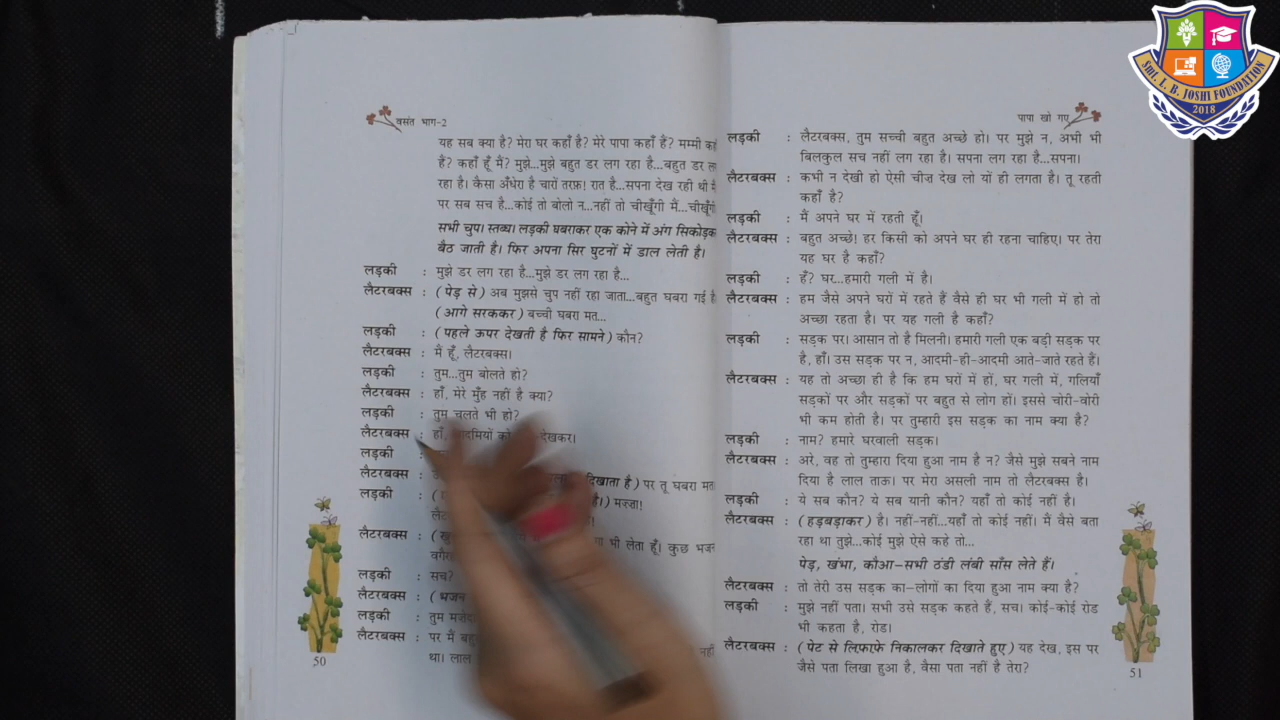 वसंत भाग-2
यह सब क्या है? मेरा घर कहाँ है? मेरे पापा कहाँ हैं? मम्मी
हैं? कहाँ हूँ मैं? मुझे...मुझे बहुत डर लग रहा है...बहुत डर
रहा है। कैसा अँधेरा है चारों तरफ़! रात है...सपना देख रही थी
पर सब सच है...कोई तो बोलो न...नहीं तो चीखूँगी मैं...चीखूँगी
सभी चुप। स्तब्ध। लड़की घबराकर एक कोने में अंग सिकोड़कर
बैठ जाती है। फिर अपना सिर घुटनों में डाल लेती है।
लड़की : मुझे डर लग रहा है...मुझे डर लग रहा है...
लैटरबक्स : (पेड़ से) अब मुझसे चुप नहीं रहा जाता...बहुत घबरा गई है
(आगे सरककर) बच्ची घबरा मत...
लड़की : (पहले ऊपर देखती है फिर सामने) कौन?
लैटरबक्स : मैं हूँ, लैटरबक्स।
लड़की : तुम...तुम बोलते हो?
लैटरबक्स : हाँ, मेरे मुँह नहीं है क्या?
लड़की : तुम चलते भी हो?
लैटरबक्स : हाँ, आदमियों को देखकर।
लड़की :
लैटरबक्स : दिखाता है) पर तू घबरा मत
लड़की : है।) मज़्ज़ा!
लैटरबक्स : भी लेता हूँ। कुछ भजन
वगैरा
लड़की : सच?
लैटरबक्स : (भजन
लड़की : तुम मज़ेदा
लैटरबक्स : पर मैं बहु
था। लाल नहीं
50
पापा खो गए
लड़की : लैटरबक्स, तुम सच्ची बहुत अच्छे हो। पर मुझे न, अभी भी
बिलकुल सच नहीं लग रहा है। सपना लग रहा है...सपना।
लैटरबक्स : कभी न देखी हो ऐसी चीज़ देख लो यों ही लगता है। तू रहती
कहाँ है?
लड़की : मैं अपने घर में रहती हूँ।
लैटरबक्स : बहुत अच्छे! हर किसी को अपने घर ही रहना चाहिए। पर तेरा
यह घर है कहाँ?
लड़की : हँ? घर...हमारी गली में है।
लैटरबक्स : हम जैसे अपने घरों में रहते हैं वैसे ही घर भी गली में हो तो
अच्छा रहता है। पर यह गली है कहाँ?
लड़की : सड़क पर। आसान तो है मिलनी। हमारी गली एक बड़ी सड़क पर
है, हाँ। उस सड़क पर न, आदमी-ही-आदमी आते-जाते रहते हैं।
लैटरबक्स : यह तो अच्छा ही है कि हम घरों में हों, घर गली में, गलियाँ
सड़कों पर और सड़कों पर बहुत से लोग हों। इससे चोरी-वोरी
भी कम होती है। पर तुम्हारी इस सड़क का नाम क्या है?
लड़की : नाम? हमारे घरवाली सड़क।
लैटरबक्स : अरे, वह तो तुम्हारा दिया हुआ नाम है न? जैसे मुझे सबने नाम
दिया है लाल ताऊ। पर मेरा असली नाम तो लैटरबक्स है।
लड़की : ये सब कौन? ये सब यानी कौन? यहाँ तो कोई नहीं है।
लैटरबक्स : (हड़बड़ाकर) है। नहीं-नहीं...यहाँ तो कोई नहीं। मैं वैसे बता
रहा था तुझे...कोई मुझे ऐसे कहे तो...
पेड़, खंभा, कौआ–सभी ठंडी लंबी साँस लेते हैं।
लैटरबक्स : तो तेरी उस सड़क का–लोगों का दिया हुआ नाम क्या है?
लड़की : मुझे नहीं पता। सभी उसे सड़क कहते हैं, सच। कोई-कोई रोड
भी कहता है, रोड।
लैटरबक्स : (पेट से लिफ़ाफ़े निकालकर दिखाते हुए) यह देख, इस पर
जैसे पता लिखा हुआ है, वैसा पता नहीं है तेरा?
51
Smt. L. B. JOSHI FOUNDATION
2018